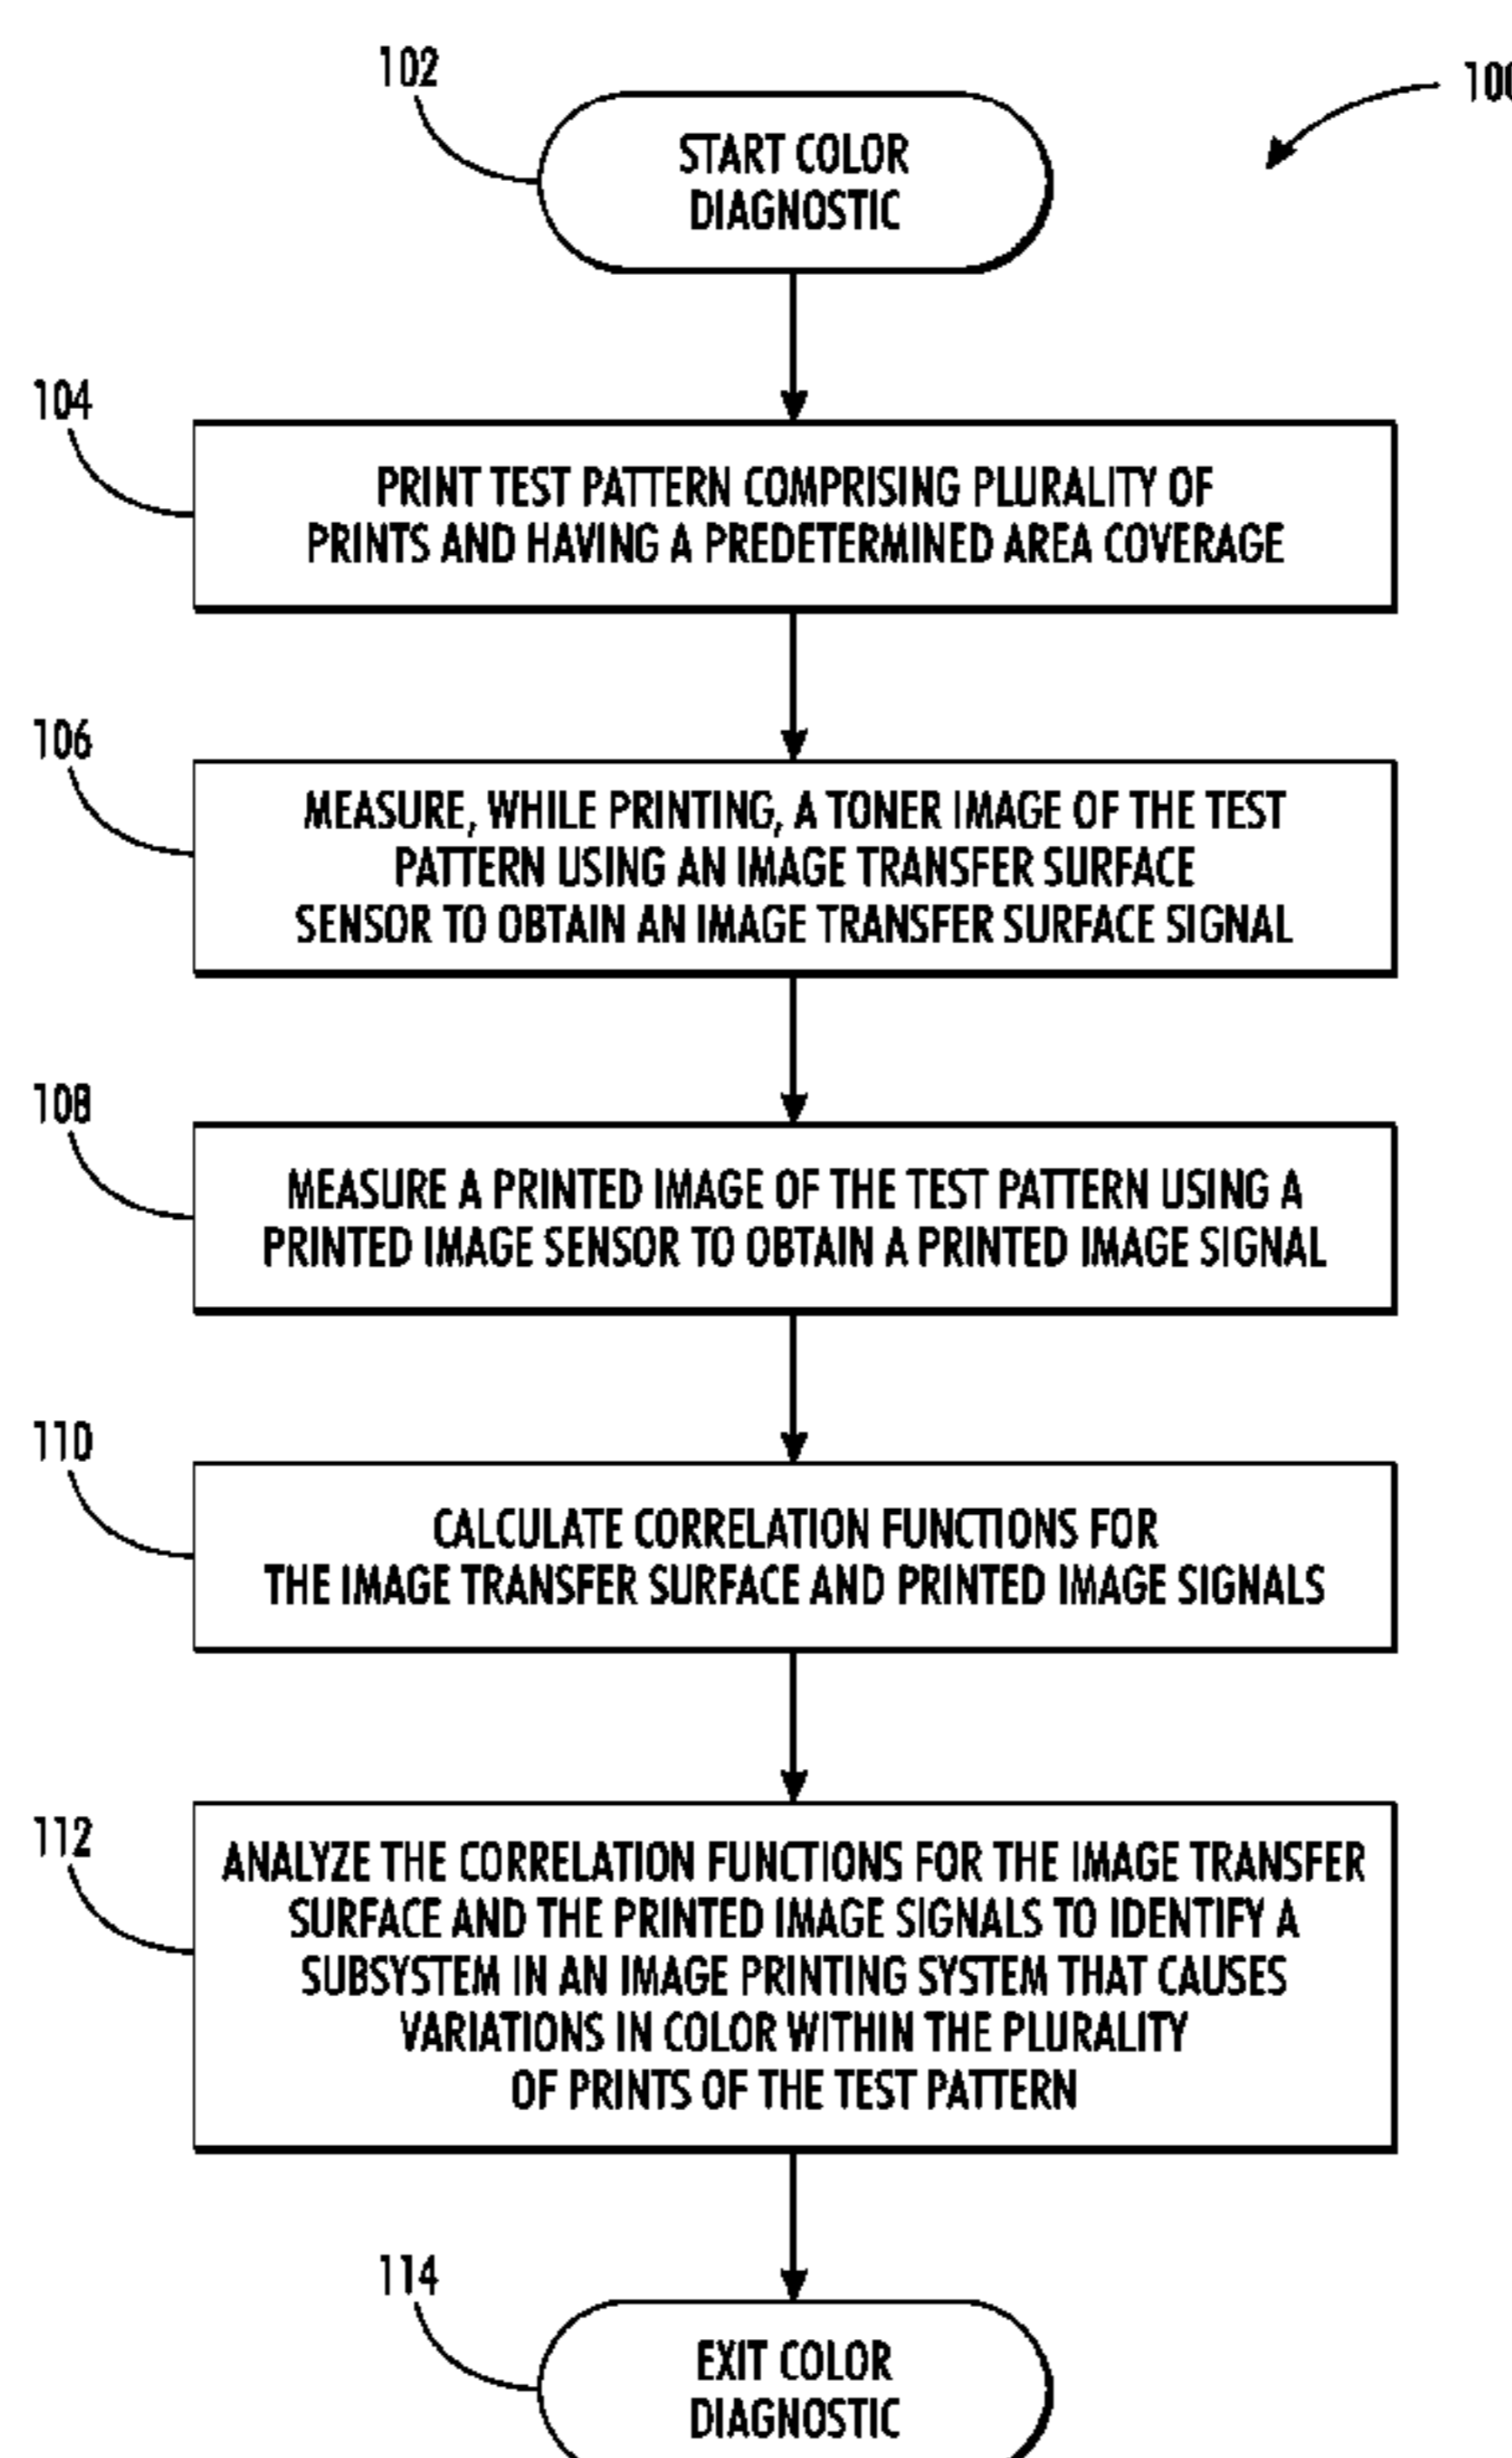 102
100
START COLOR
DIAGNOSTIC
104
PRINT TEST PATTERN COMPRISING PLURALITY OF
PRINTS AND HAVING A PREDETERMINED AREA COVERAGE
106
MEASURE, WHILE PRINTING, A TONER IMAGE OF THE TEST
PATTERN USING AN IMAGE TRANSFER SURFACE
SENSOR TO OBTAIN AN IMAGE TRANSFER SURFACE SIGNAL
108
MEASURE A PRINTED IMAGE OF THE TEST PATTERN USING A
PRINTED IMAGE SENSOR TO OBTAIN A PRINTED IMAGE SIGNAL
110
CALCULATE CORRELATION FUNCTIONS FOR
THE IMAGE TRANSFER SURFACE AND PRINTED IMAGE SIGNALS
112
ANALYZE THE CORRELATION FUNCTIONS FOR THE IMAGE TRANSFER
SURFACE AND THE PRINTED IMAGE SIGNALS TO IDENTIFY A
SUBSYSTEM IN AN IMAGE PRINTING SYSTEM THAT CAUSES
VARIATIONS IN COLOR WITHIN THE PLURALITY
OF PRINTS OF THE TEST PATTERN
114
EXIT COLOR
DIAGNOSTIC